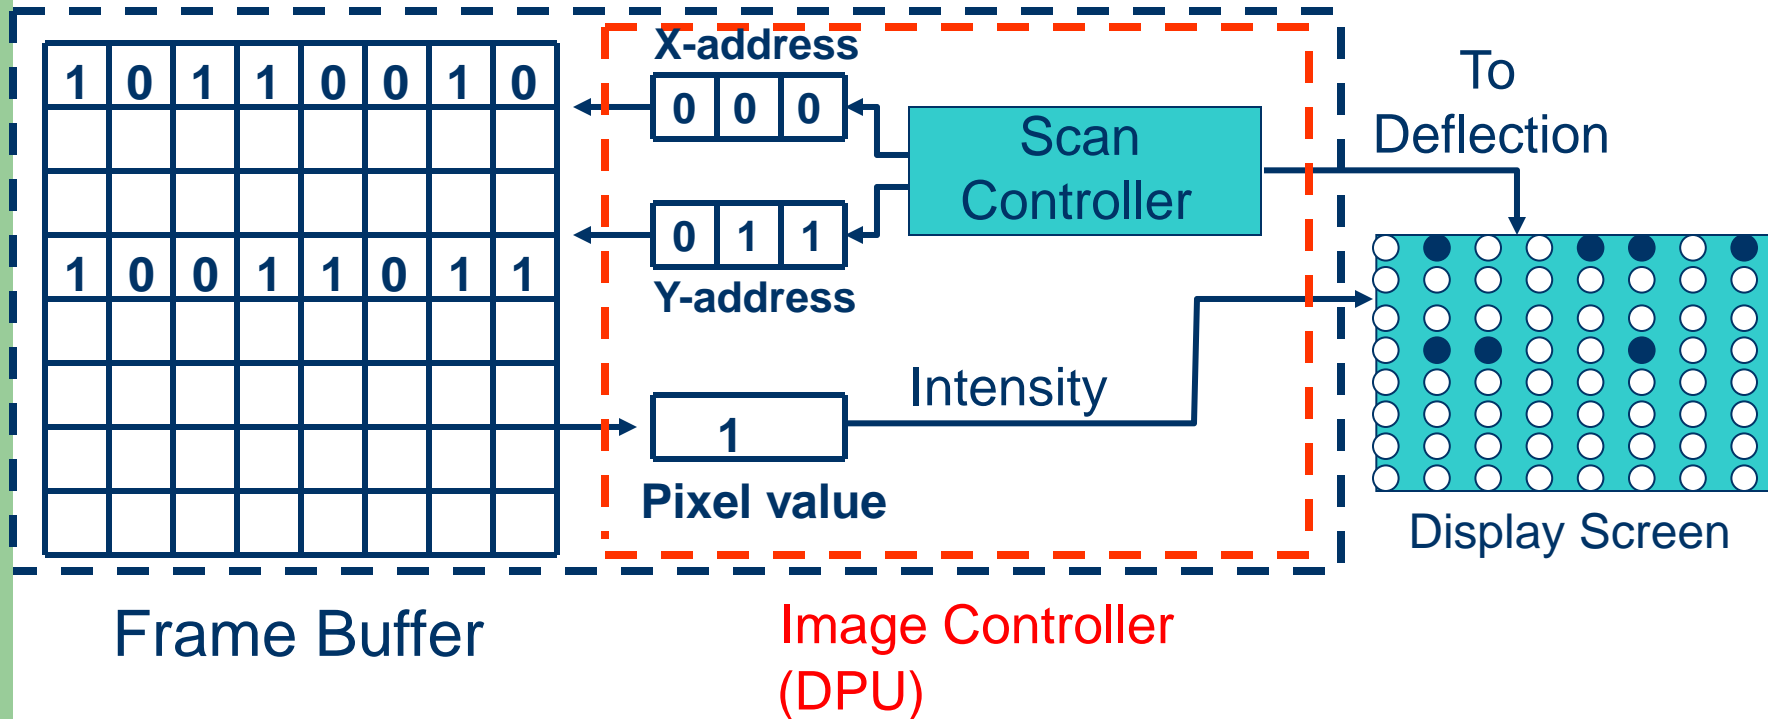 1 0 1 1 0 0 1 0
1 0 0 1 1 0 1 1
X-address
0 0 0
0 1 1
Y-address
1
Pixel value
Scan
Controller
Intensity
To
Deflection
Display Screen
Frame Buffer
Image Controller
(DPU)